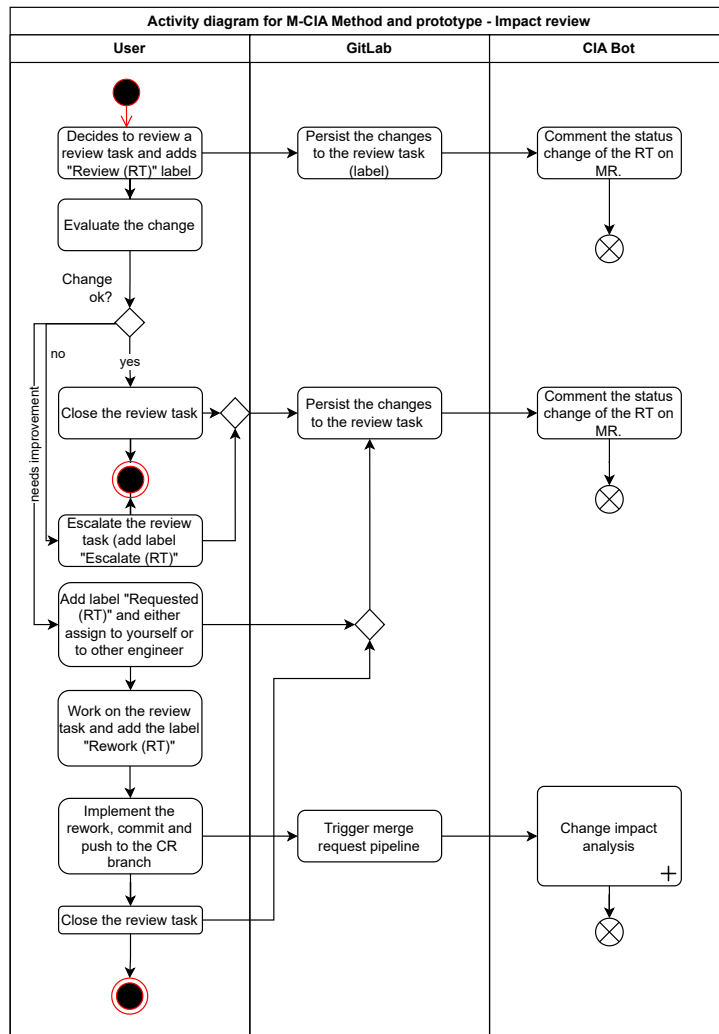 Activity diagram for M-CIA Method and prototype - Impact review
User
GitLab
CIA Bot
Decides to review a
review task and adds
"Review (RT)" label
Persist the changes
to the review task
(label)
Comment the status
change of the RT on
MR.
Evaluate the change
Change
ok?
no
yes
needs improvement
Close the review task
Persist the changes
to the review task
Comment the status
change of the RT on
MR.
Escalate the review
task (add label
"Escalate (RT)"
Add label "Requested
(RT)" and either
assign to yourself or
to other engineer
Work on the review
task and add the label
"Rework (RT)"
Implement the
rework, commit and
push to the CR
branch
Trigger merge
request pipeline
Change impact
analysis
Close the review task